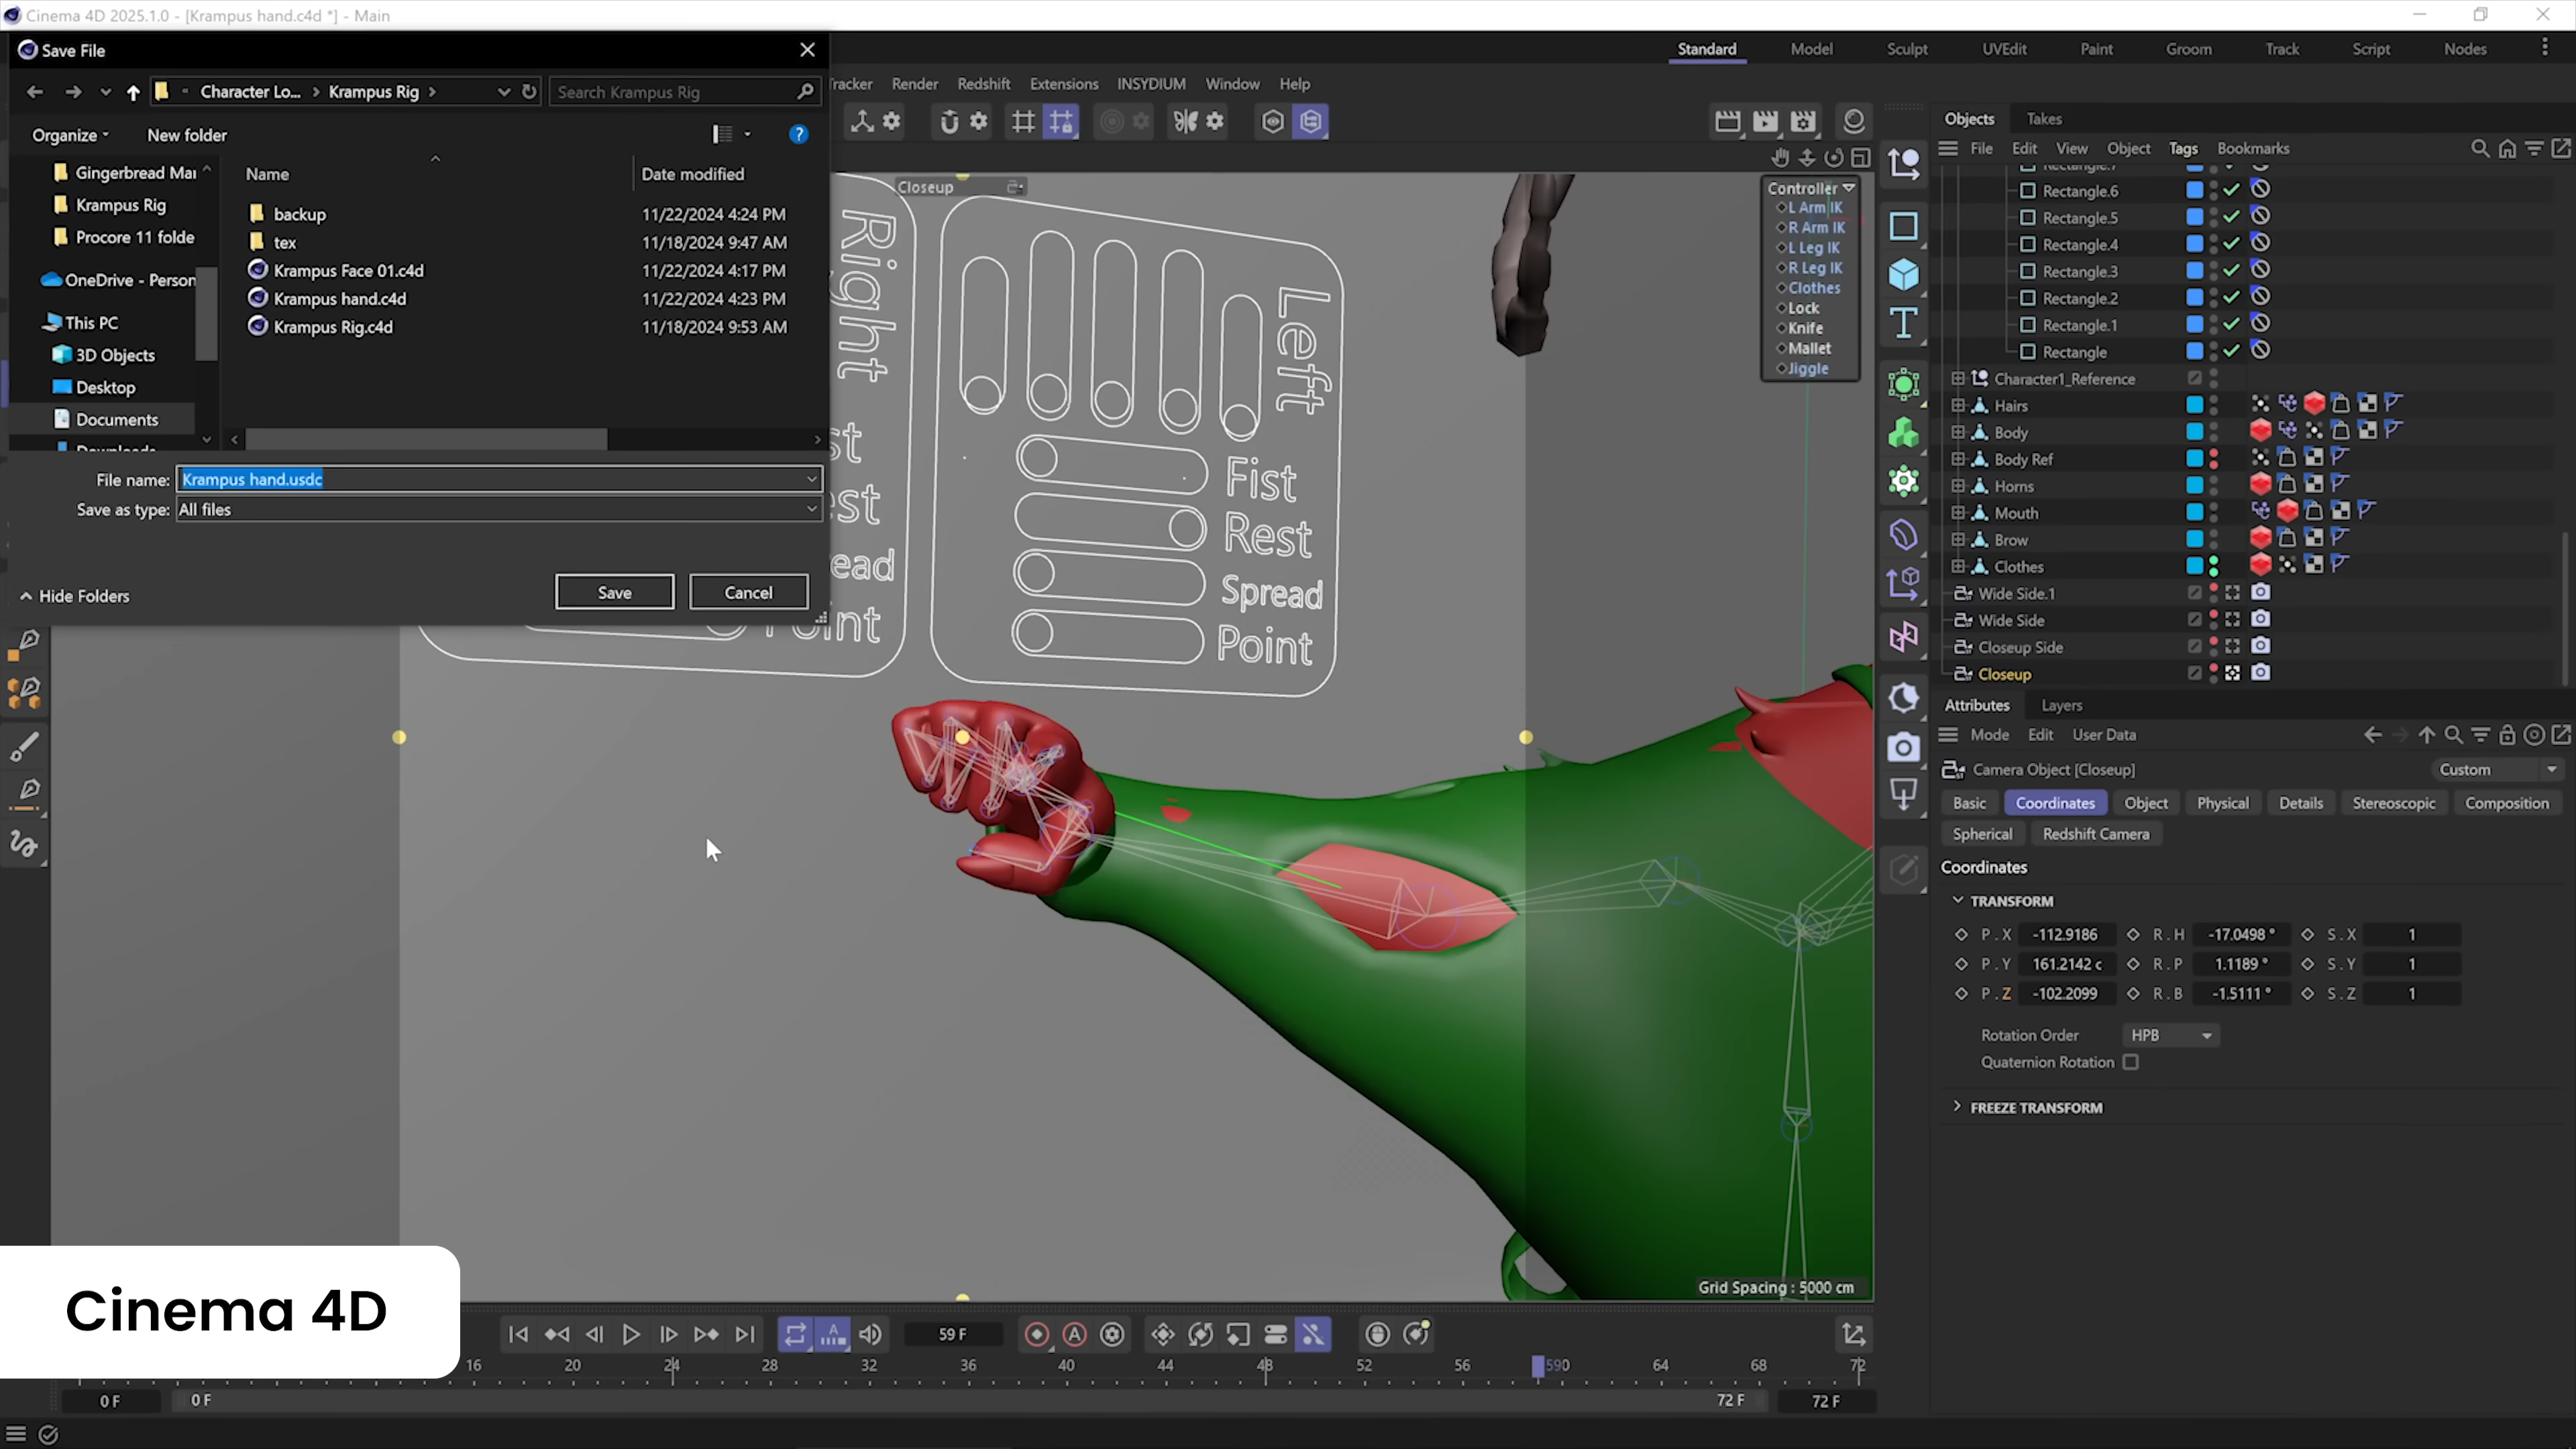 Cinema 4D 2025.1.0 - [Krampus hand.c4d *] - Main
Save File
Character Lo... Krampus Rig
Search Krampus Rig
Organize New folder
Name Date modified
Gingerbread Mar
Krampus Rig
Procore 11 folde
OneDrive - Person
This PC
3D Objects
Desktop
Documents
backup 11/22/2024 4:24 PM
tex 11/18/2024 9:47 AM
Krampus Face 01.c4d 11/22/2024 4:17 PM
Krampus hand.c4d 11/22/2024 4:23 PM
Krampus Rig.c4d 11/18/2024 9:53 AM
File name: Krampus hand.usdc
Save as type: All files
Hide Folders
Save Cancel
Standard Model Sculpt UVEdit Paint Groom Track Script Nodes
racker Render Redshift Extensions INSYDIUM Window Help
Closeup
Right
st
est
ead
Point
Left
Fist
Rest
Spread
Point
Controller
L Arm IK
R Arm IK
L Leg IK
R Leg IK
Clothes
Lock
Knife
Mallet
Jiggle
Grid Spacing : 5000 cm
Objects Takes
File Edit View Object Tags Bookmarks
Rectangle.7
Rectangle.6
Rectangle.5
Rectangle.4
Rectangle.3
Rectangle.2
Rectangle.1
Rectangle
Character1_Reference
Hairs
Body
Body Ref
Horns
Mouth
Brow
Clothes
Wide Side.1
Wide Side
Closeup Side
Closeup
Attributes Layers
Mode Edit User Data
Camera Object [Closeup] Custom
Basic Coordinates Object Physical Details Stereoscopic Composition
Spherical Redshift Camera
Coordinates
TRANSFORM
P.X -112.9186 R.H -17.0498 ° S.X 1
P.Y 161.2142 c R.P 1.1189 ° S.Y 1
P.Z -102.2099 R.B -1.5111 ° S.Z 1
Rotation Order HPB
Quaternion Rotation
FREEZE TRANSFORM
Cinema 4D
59 F
16 20 24 28 32 36 40 44 48 52 56 590 64 68 72
0 F 0 F 72 F 72 F